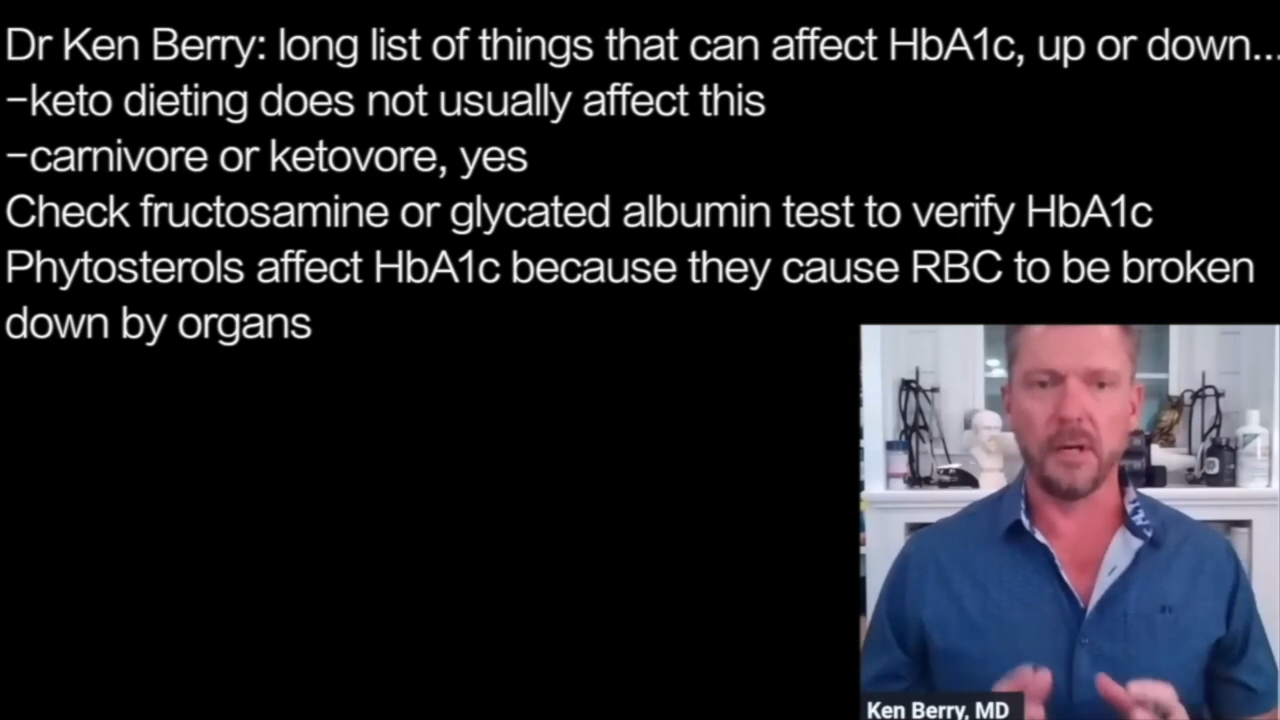 Dr Ken Berry: long list of things that can affect HbA1c, up or down...
-keto dieting does not usually affect this
-carnivore or ketovore, yes
Check fructosamine or glycated albumin test to verify HbA1c
Phytosterols affect HbA1c because they cause RBC to be broken
down by organs
Ken Berry, MD